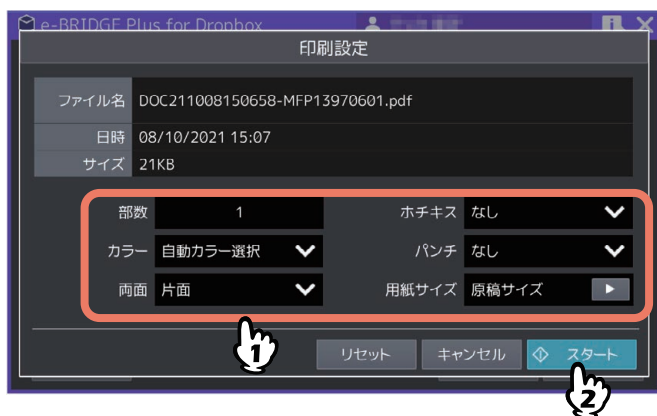 e-BRIDGE Plus for Dropbox
印刷設定
ファイル名 DOC211008150658-MFP13970601.pdf
日時 08/10/2021 15:07
サイズ 21KB
部数 1 ホチキス なし
カラー 自動カラー選択 パンチ なし
両面 片面 用紙サイズ 原稿サイズ
1
リセット キャンセル スタート
2